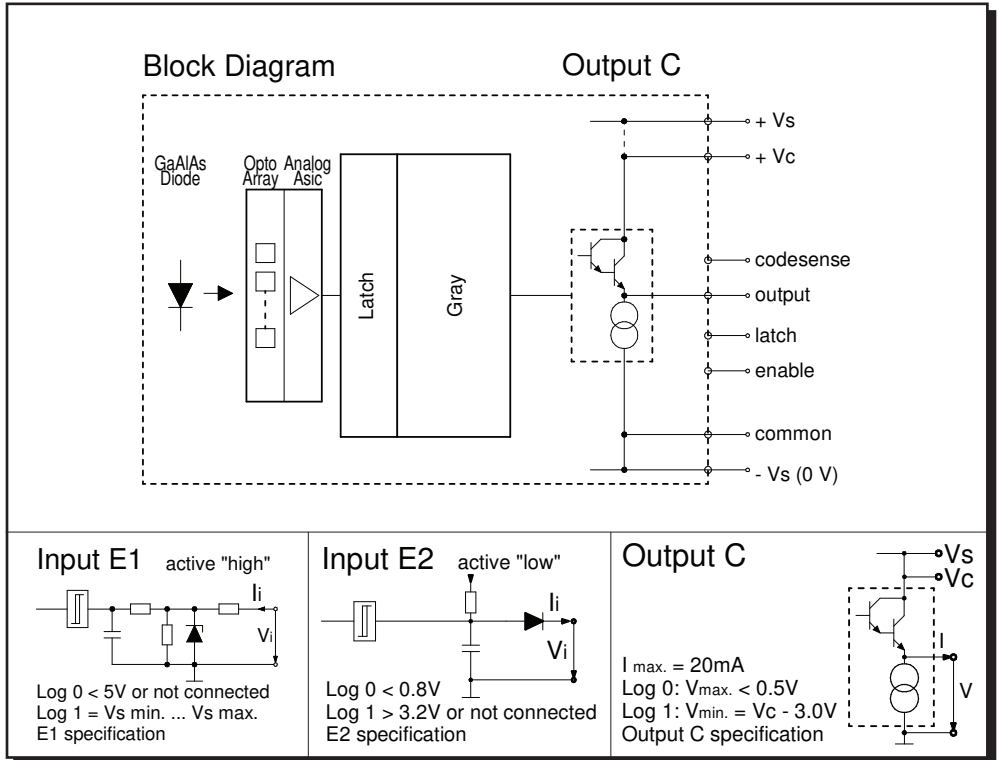 Block Diagram
Output C
+ Vs
+ Vc
GaAlAs
Diode
Opto
Array
Analog
Asic
Latch
Gray
codesense
output
latch
enable
common
- Vs (0 V)
Input E1 active "high"
Ii
Vi
Log 0 < 5V or not connected
Log 1 = Vs min. ... Vs max.
E1 specification
Input E2 active "low"
Ii
Vi
Log 0 < 0.8V
Log 1 > 3.2V or not connected
E2 specification
Output C
Vs
Vc
I
V
I max. = 20mA
Log 0: Vmax. < 0.5V
Log 1: Vmin. = Vc - 3.0V
Output C specification